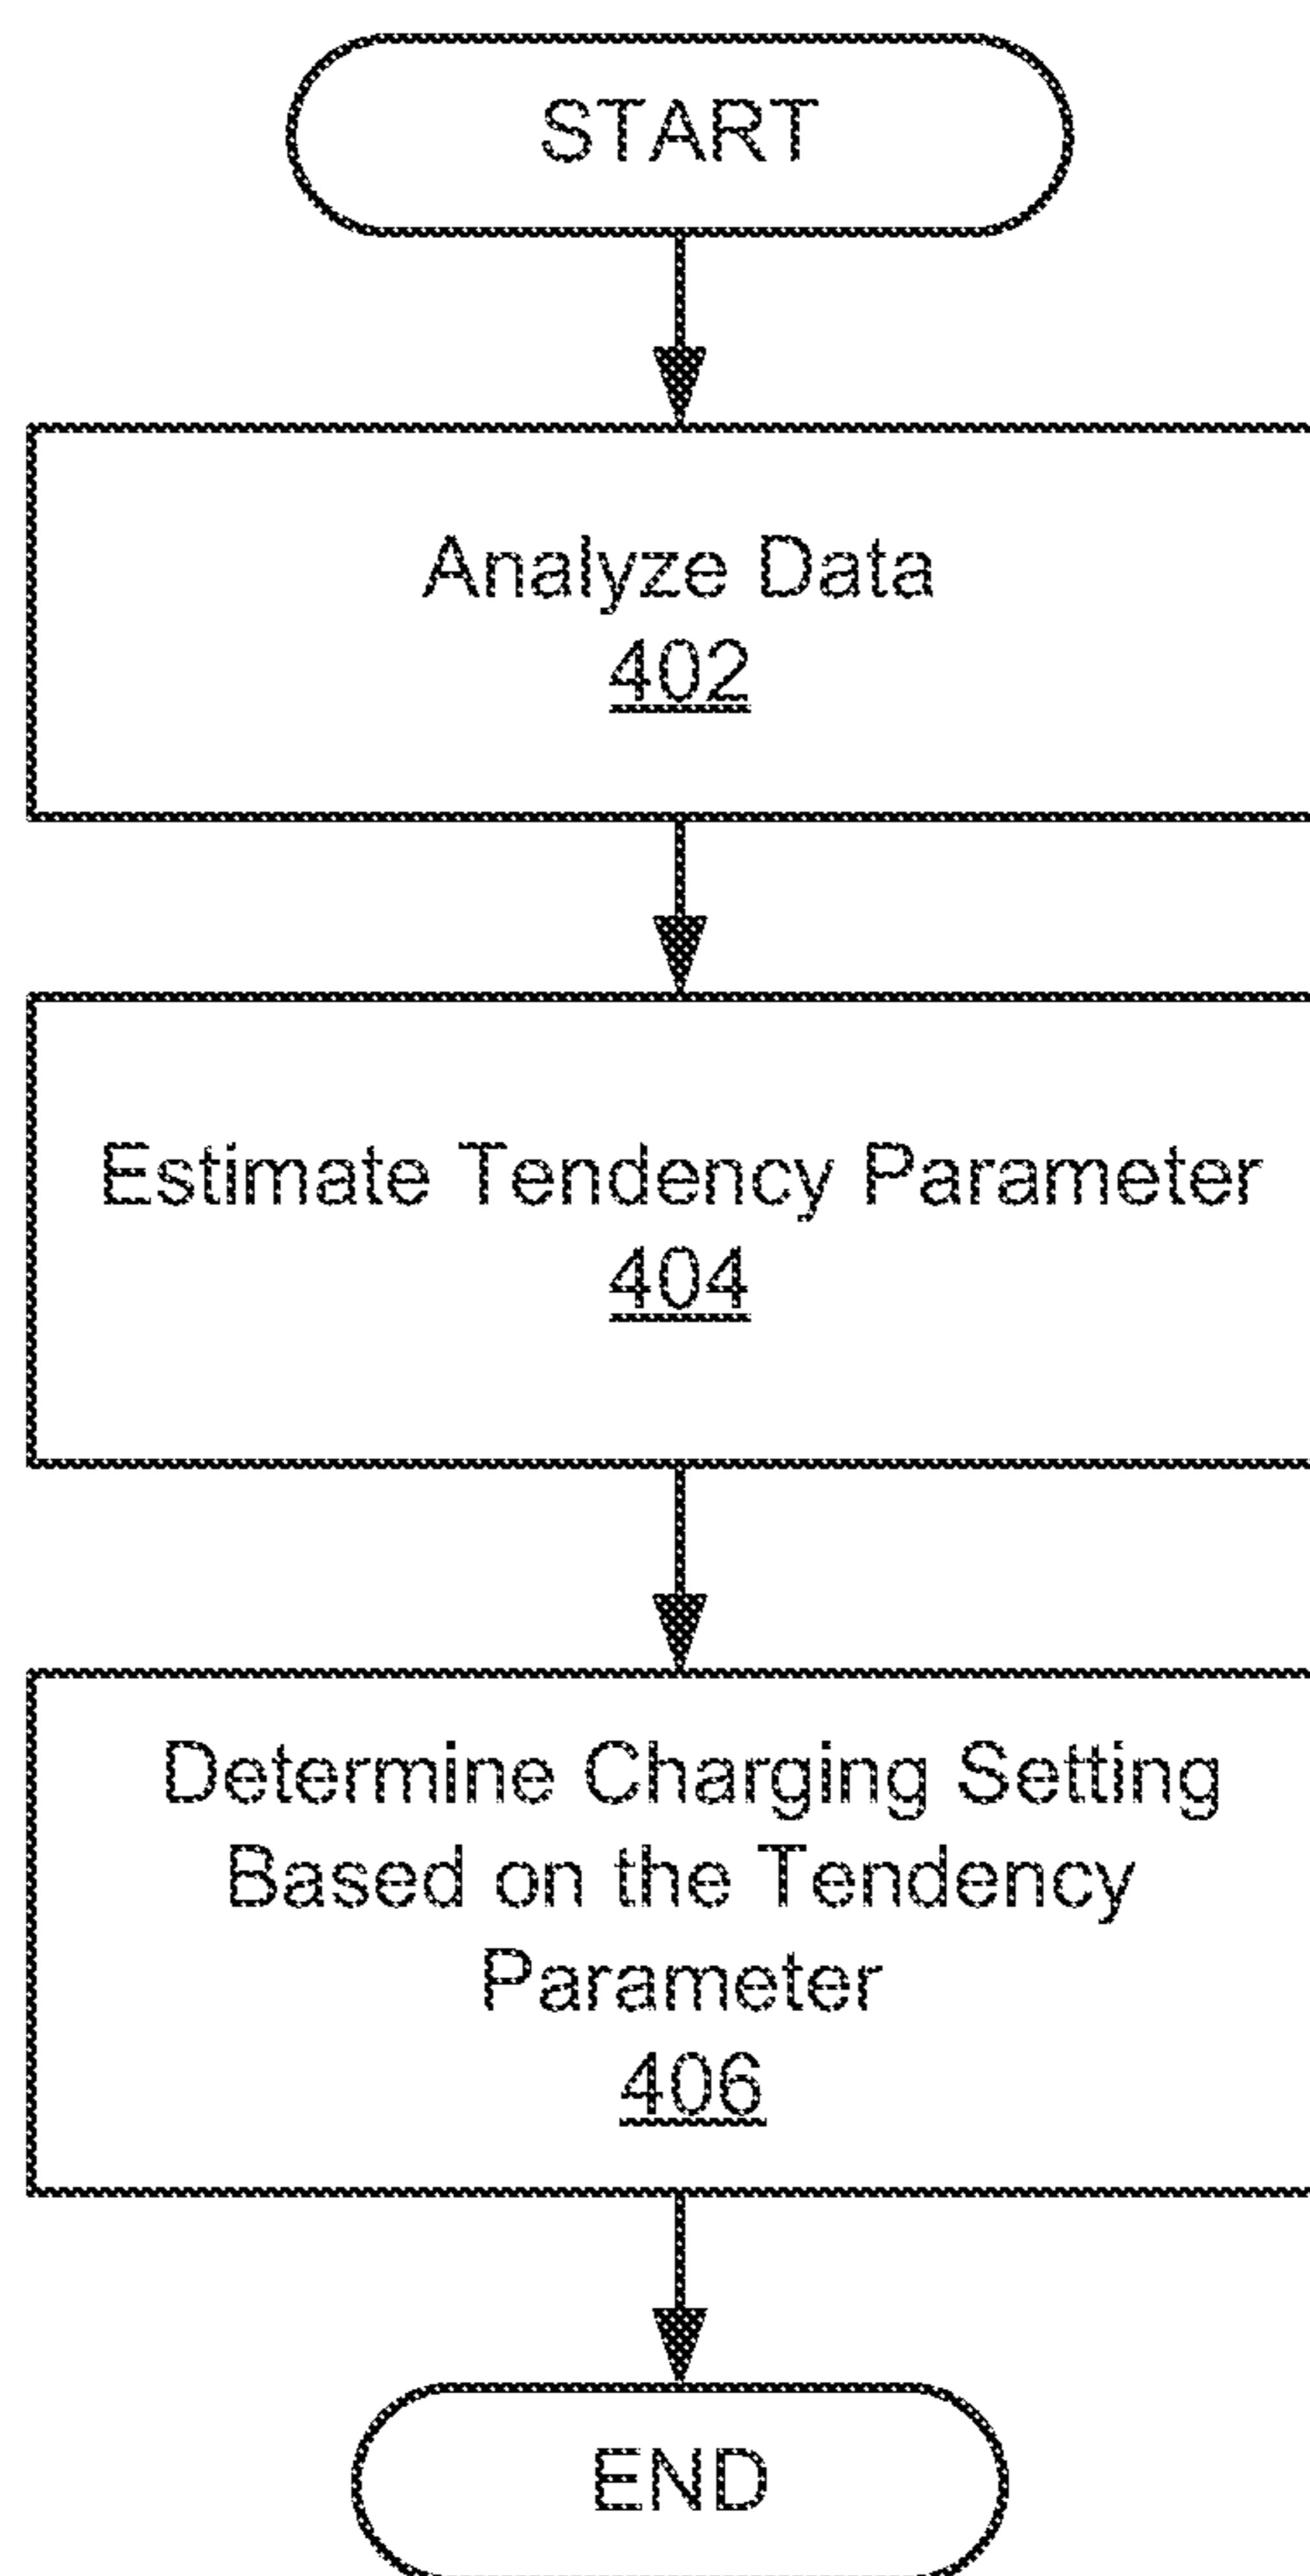 START
Analyze Data
402
Estimate Tendency Parameter
404
Determine Charging Setting
Based on the Tendency
Parameter
406
END